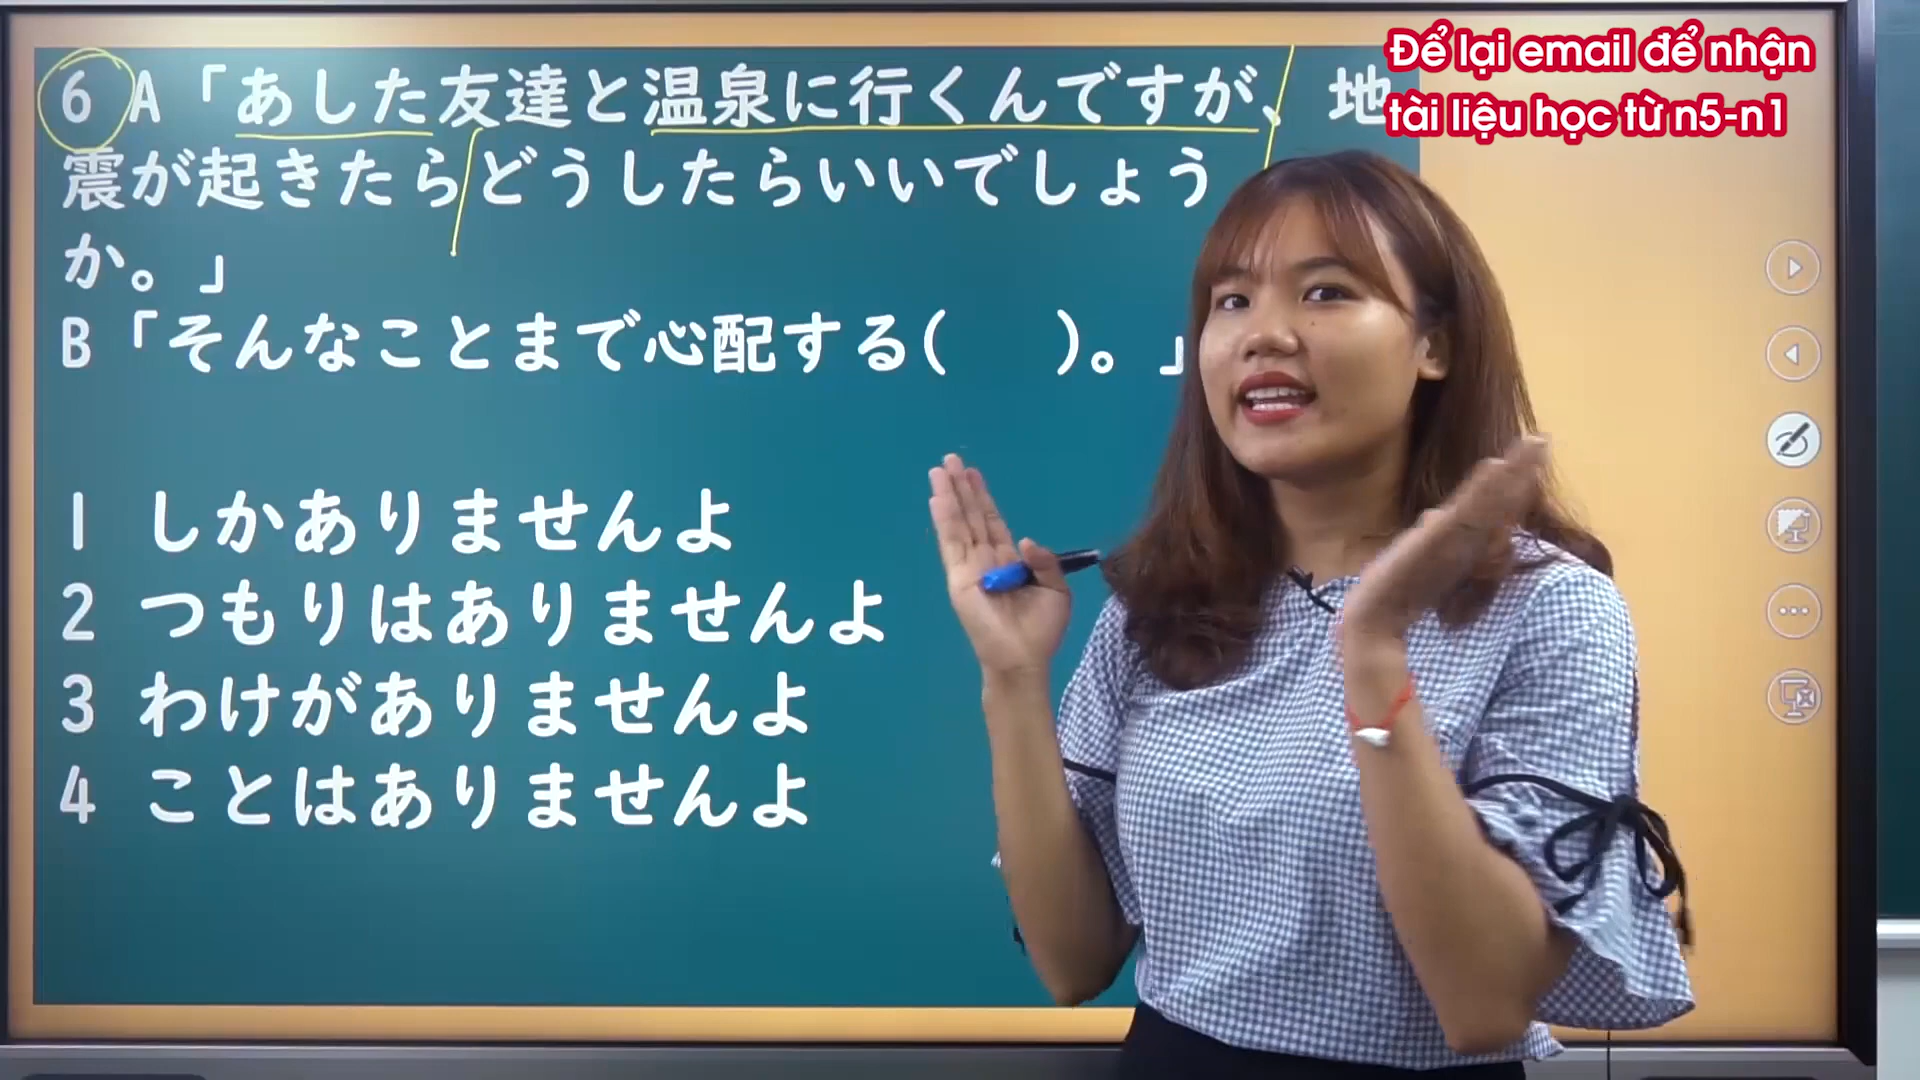 Để lại email để nhận
tài liệu học từ n5-n1
6 A「あした友達と温泉に行くんですが、地
震が起きたらどうしたらいいでしょう
か。」
B「そんなことまで心配する(　　)。」
1 しかありませんよ
2 つもりはありませんよ
3 わけがありませんよ
4 ことはありませんよ